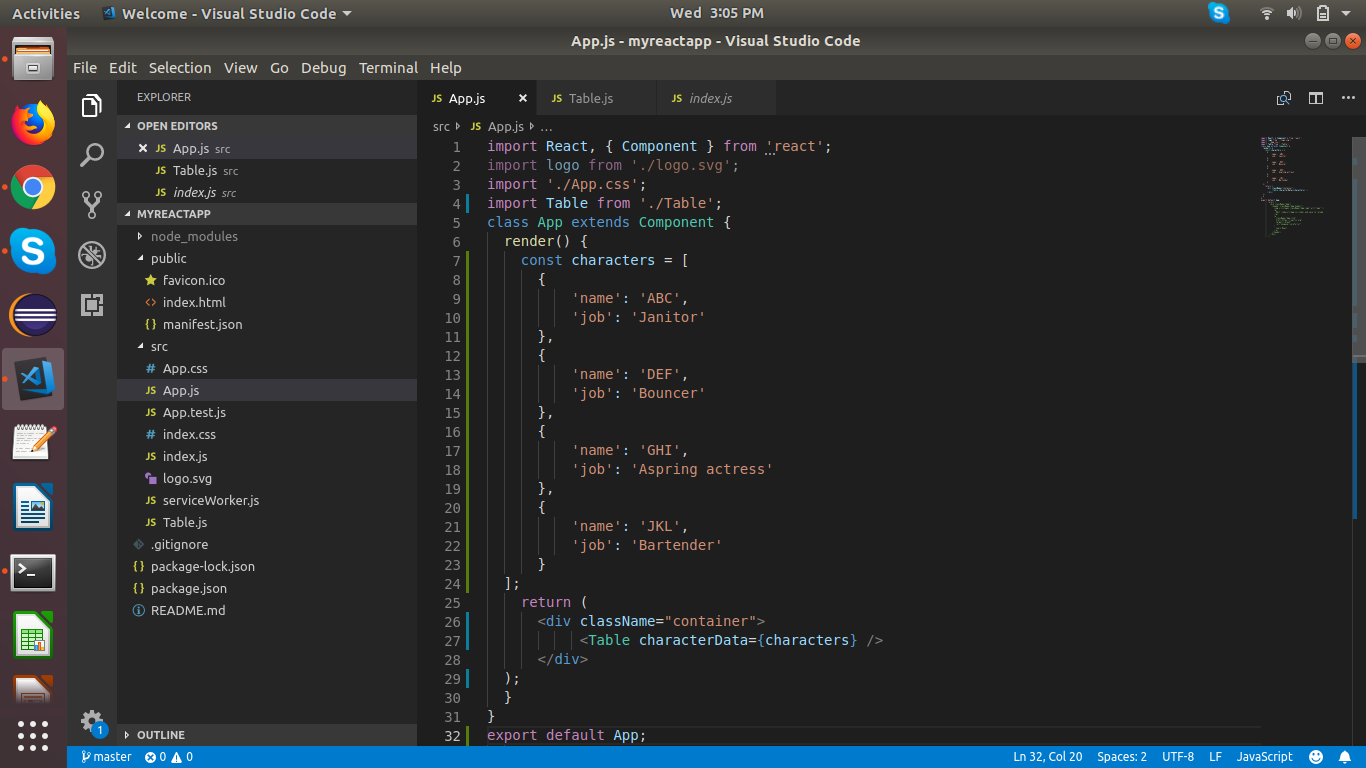 Activities Welcome - Visual Studio Code Wed 3:05 PM
App.js - myreactapp - Visual Studio Code
File Edit Selection View Go Debug Terminal Help
EXPLORER
OPEN EDITORS
App.js src
Table.js src
index.js src
MYREACTAPP
node_modules
public
favicon.ico
index.html
manifest.json
src
App.css
App.js
App.test.js
index.css
index.js
logo.svg
serviceWorker.js
Table.js
.gitignore
package-lock.json
package.json
README.md
OUTLINE
1
JS App.js JS Table.js JS index.js
src JS App.js ...
1 import React, { Component } from 'react';
2 import logo from './logo.svg';
3 import './App.css';
4 import Table from './Table';
5 class App extends Component {
6 render() {
7 const characters = [
8 {
9 'name': 'ABC',
10 'job': 'Janitor'
11 },
12 {
13 'name': 'DEF',
14 'job': 'Bouncer'
15 },
16 {
17 'name': 'GHI',
18 'job': 'Aspring actress'
19 },
20 {
21 'name': 'JKL',
22 'job': 'Bartender'
23 }
24 ];
25 return (
26 <div className="container">
27 <Table characterData={characters} />
28 </div>
29 );
30 }
31 }
32 export default App;
master 0 0 Ln 32, Col 20 Spaces: 2 UTF-8 LF JavaScript